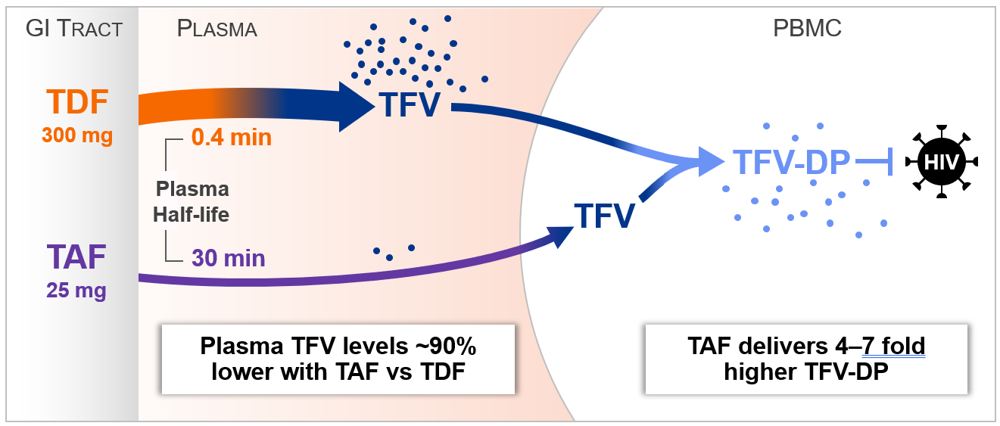 GI TRACT
PLASMA
PBMC
TDF
300 mg
TFV
0.4 min
Plasma
Half-life
TFV-DP
HIV
TFV
TAF
25 mg
30 min
Plasma TFV levels ~90%
lower with TAF vs TDF
TAF delivers 4–7 fold
higher TFV-DP